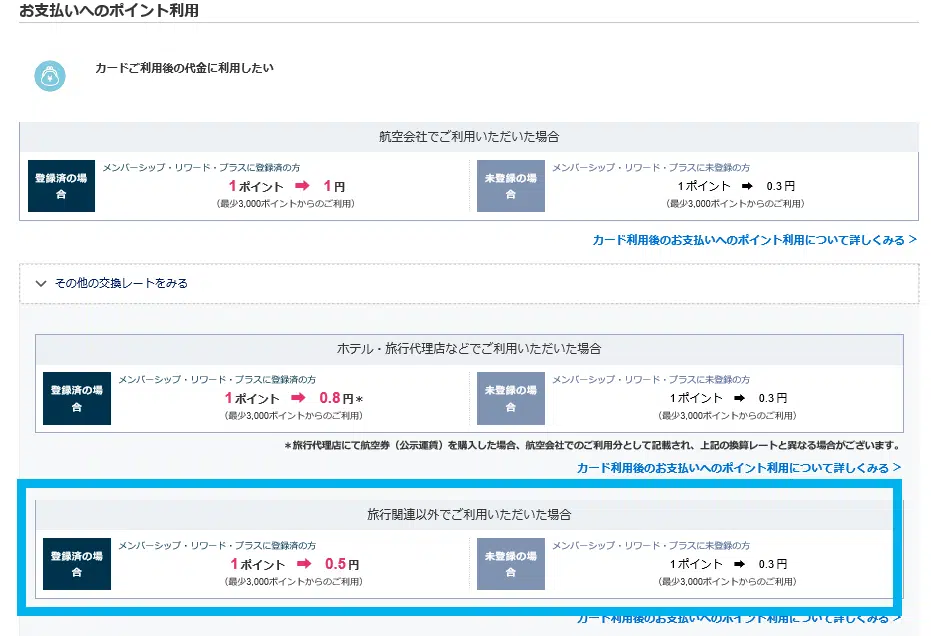 お支払いへのポイント利用
カードご利用後の代金に利用したい
航空会社でご利用いただいた場合
登録済の場合
メンバーシップ・リワード・プラスに登録済の方
1ポイント ➡ 1円
(最少3,000ポイントからのご利用)
未登録の場合
メンバーシップ・リワード・プラスに未登録の方
1ポイント ➡ 0.3円
(最少3,000ポイントからのご利用)
カード利用後のお支払いへのポイント利用について詳しくみる >
その他の交換レートをみる
ホテル・旅行代理店などでご利用いただいた場合
登録済の場合
メンバーシップ・リワード・プラスに登録済の方
1ポイント ➡ 0.8円*
(最少3,000ポイントからのご利用)
未登録の場合
メンバーシップ・リワード・プラスに未登録の方
1ポイント ➡ 0.3円
(最少3,000ポイントからのご利用)
*旅行代理店にて航空券（公示運賃）を購入した場合、航空会社でのご利用分として記載され、上記の換算レートと異なる場合がございます。
カード利用後のお支払いへのポイント利用について詳しくみる >
旅行関連以外でご利用いただいた場合
登録済の場合
メンバーシップ・リワード・プラスに登録済の方
1ポイント ➡ 0.5円
(最少3,000ポイントからのご利用)
未登録の場合
メンバーシップ・リワード・プラスに未登録の方
1ポイント ➡ 0.3円
(最少3,000ポイントからのご利用)
カード利用後のお支払いへのポイント利用について詳しくみる >